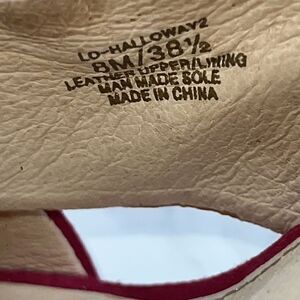 LO-HALLOWAY2
8M/38½
LEATHER UPPER/LINING
MAN MADE SOLE
MADE IN CHINA